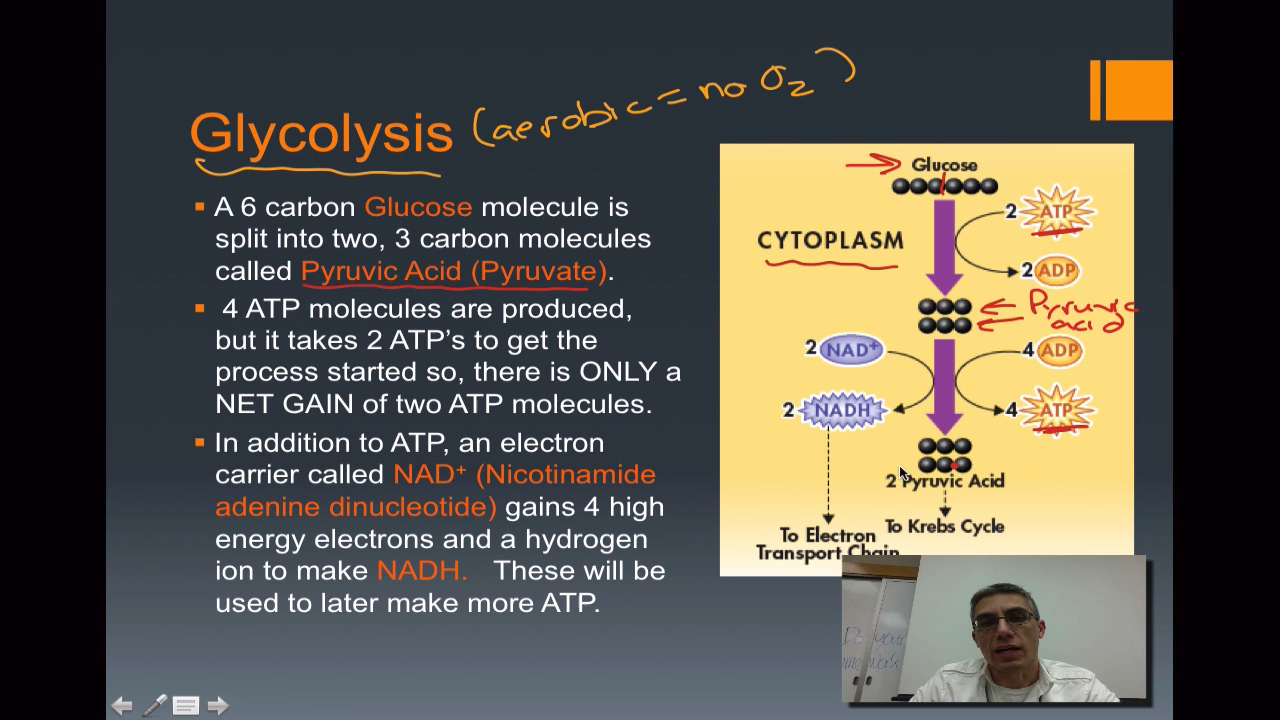 Glycolysis (aerobic = no O2)
A 6 carbon Glucose molecule is
split into two, 3 carbon molecules
called Pyruvic Acid (Pyruvate).
4 ATP molecules are produced,
but it takes 2 ATP's to get the
process started so, there is ONLY a
NET GAIN of two ATP molecules.
In addition to ATP, an electron
carrier called NAD+ (Nicotinamide
adenine dinucleotide) gains 4 high
energy electrons and a hydrogen
ion to make NADH. These will be
used to later make more ATP.
Glucose
2 ATP
CYTOPLASM
2 ADP
Pyruvic
acid
2 NAD+
4 ADP
2 NADH
4 ATP
2 Pyruvic Acid
To Krebs Cycle
To Electron
Transport Chain
Do your